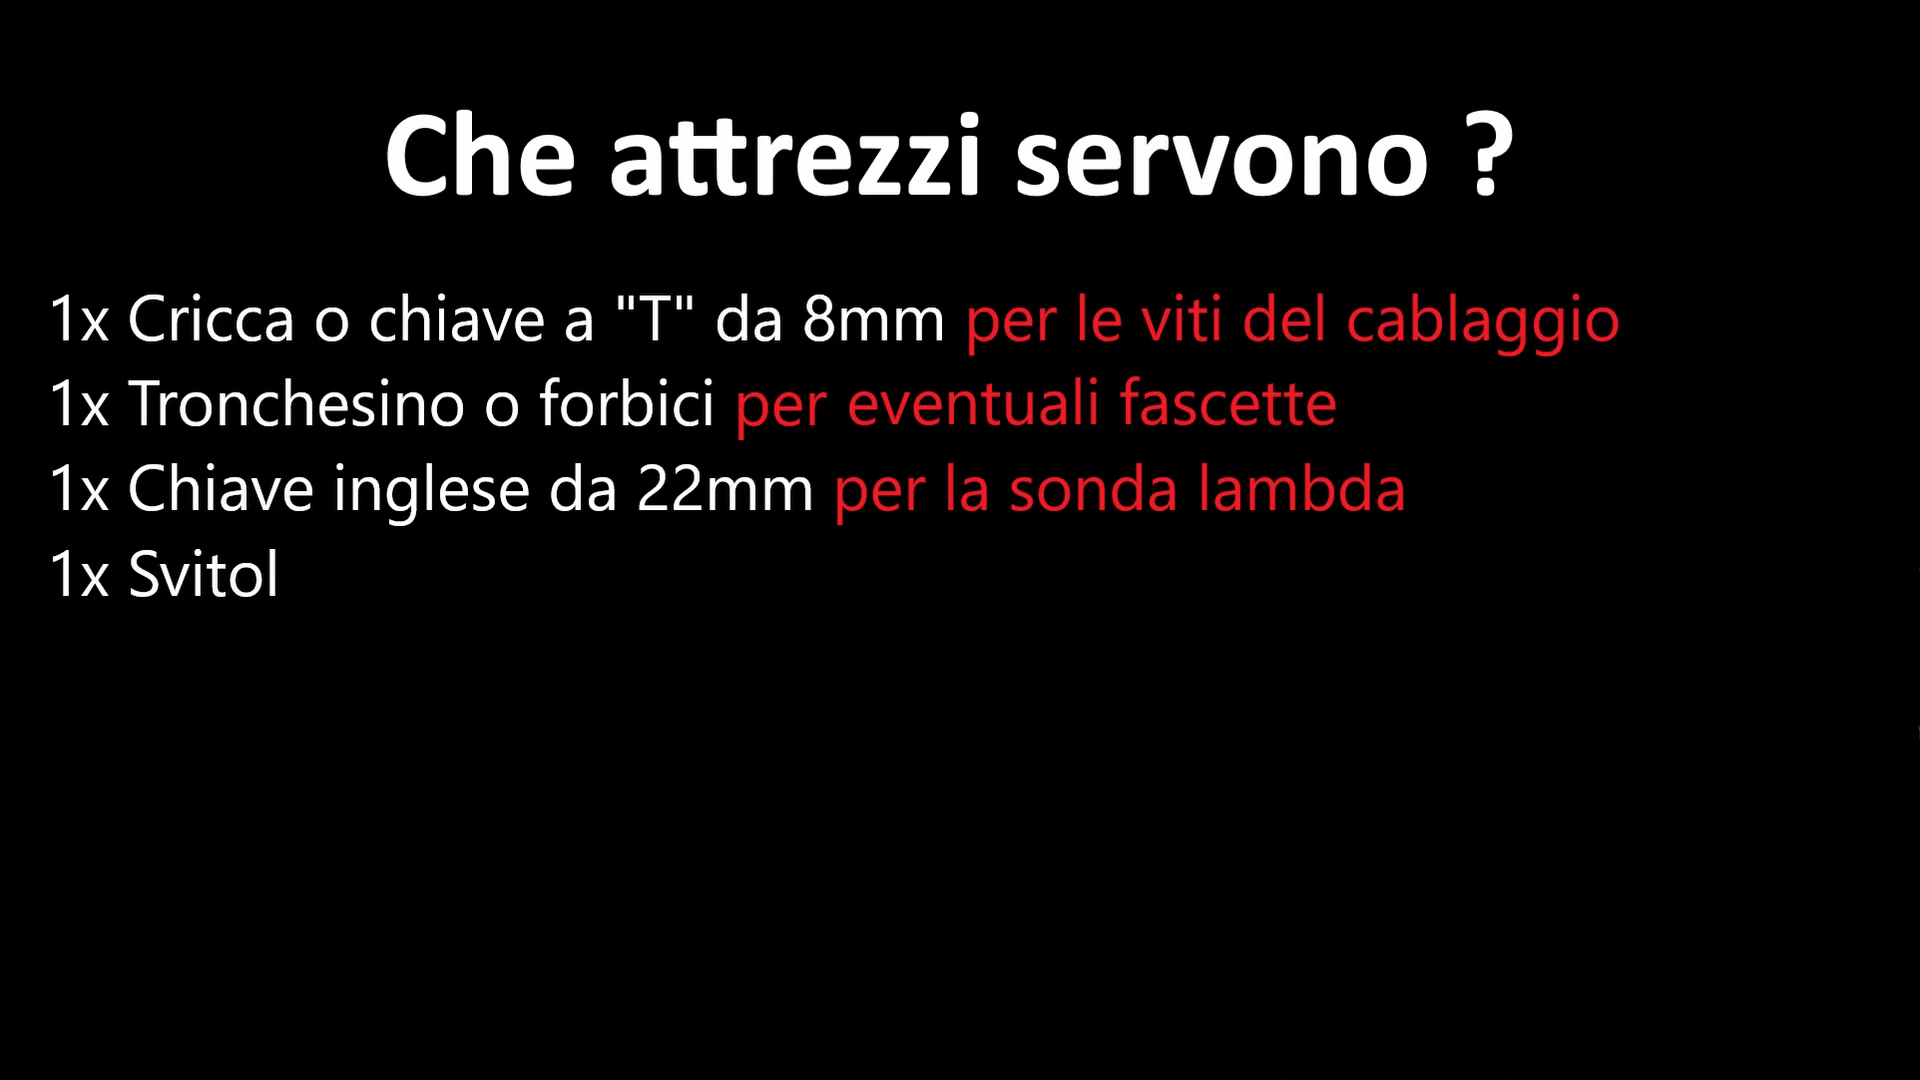 Che attrezzi servono ?
1x Cricca o chiave a "T" da 8mm per le viti del cablaggio
1x Tronchesino o forbici per eventuali fascette
1x Chiave inglese da 22mm per la sonda lambda
1x Svitol